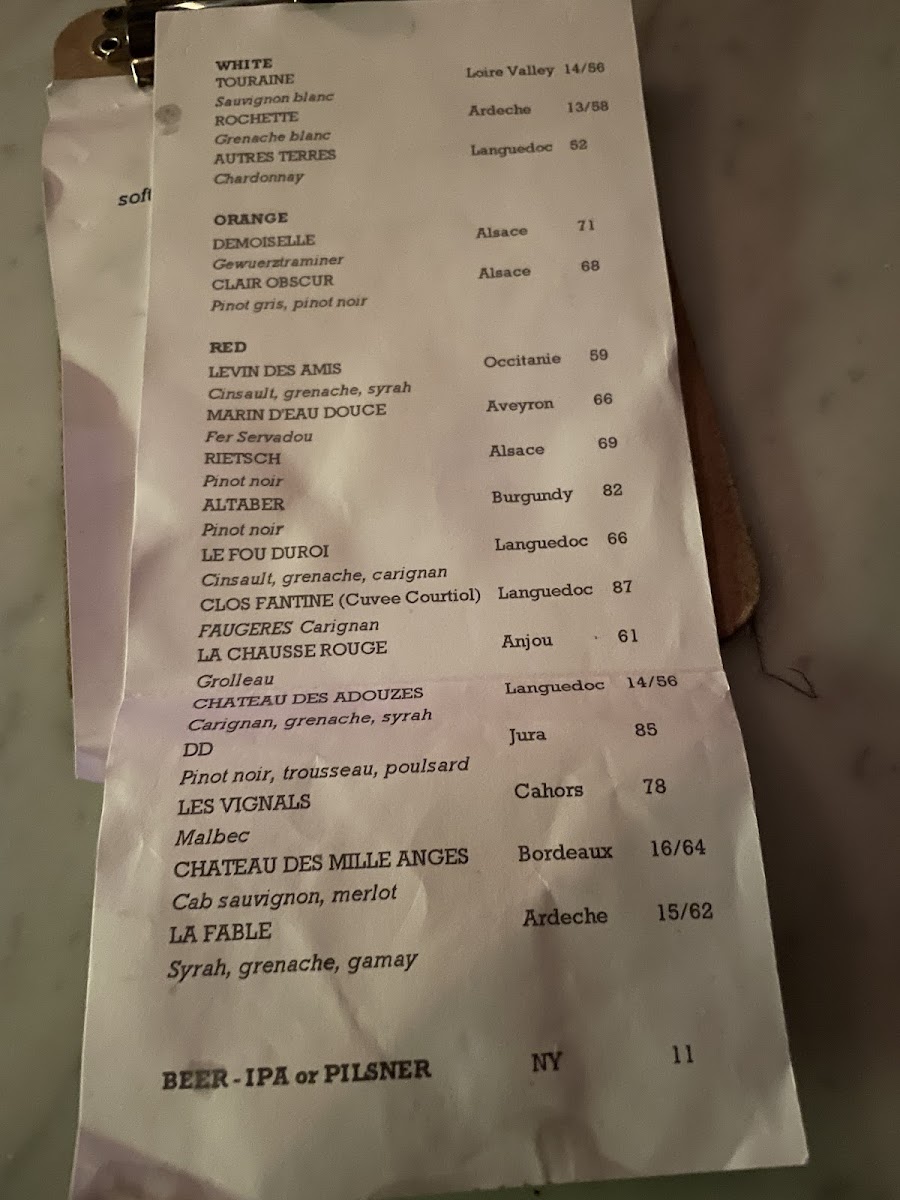 WHITE
TOURAINE Loire Valley 14/56
Sauvignon blanc
ROCHETTE Ardeche 13/58
Grenache blanc
AUTRES TERRES Languedoc 52
Chardonnay
soft
ORANGE
DEMOISELLE Alsace 71
Gewuerztraminer
CLAIR OBSCUR Alsace 68
Pinot gris, pinot noir
RED
LEVIN DES AMIS Occitanie 59
Cinsault, grenache, syrah
MARIN D'EAU DOUCE Aveyron 66
Fer Servadou
RIETSCH Alsace 69
Pinot noir
ALTABER Burgundy 82
Pinot noir
LE FOU DUROI Languedoc 66
Cinsault, grenache, carignan
CLOS FANTINE (Cuvee Courtiol) Languedoc 87
FAUGERES Carignan
LA CHAUSSE ROUGE Anjou 61
Grolleau
CHATEAU DES ADOUZES Languedoc 14/56
Carignan, grenache, syrah
DD Jura 85
Pinot noir, trousseau, poulsard
LES VIGNALS Cahors 78
Malbec
CHATEAU DES MILLE ANGES Bordeaux 16/64
Cab sauvignon, merlot
LA FABLE Ardeche 15/62
Syrah, grenache, gamay
BEER - IPA or PILSNER NY 11